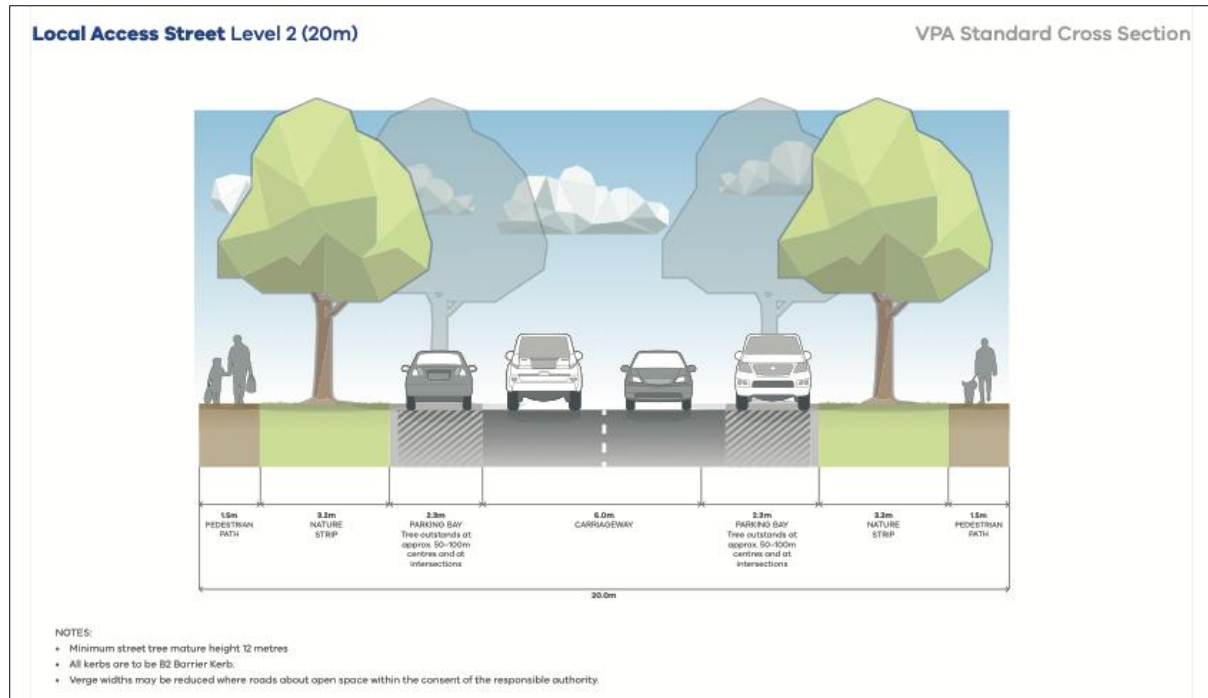 Local Access Street Level 2 (20m)
VPA Standard Cross Section
1.5m
PEDESTRIAN
PATH
3.2m
NATURE
STRIP
2.3m
PARKING BAY
Tree outstands at
approx. 50-100m
centres and at
intersections
6.0m
CARRIAGEWAY
2.3m
PARKING BAY
Tree outstands at
approx. 50-100m
centres and at
intersections
3.2m
NATURE
STRIP
1.5m
PEDESTRIAN
PATH
20.0m
NOTES:
• Minimum street tree mature height 12 metres
• All kerbs are to be B2 Barrier Kerb.
• Verge widths may be reduced where roads about open space within the consent of the responsible authority.